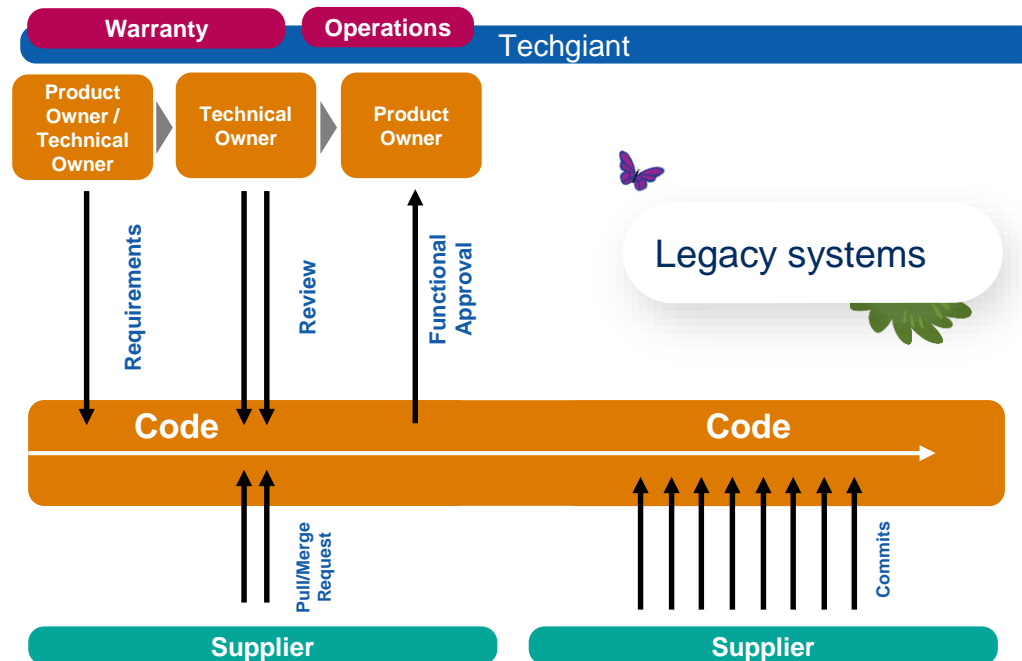 Warranty
Operations
Techgiant
Product
Owner /
Technical
Owner
Technical
Owner
Product
Owner
Requirements
Review
Functional
Approval
Legacy systems
Code
Code
Pull/Merge
Request
Commits
Supplier
Supplier